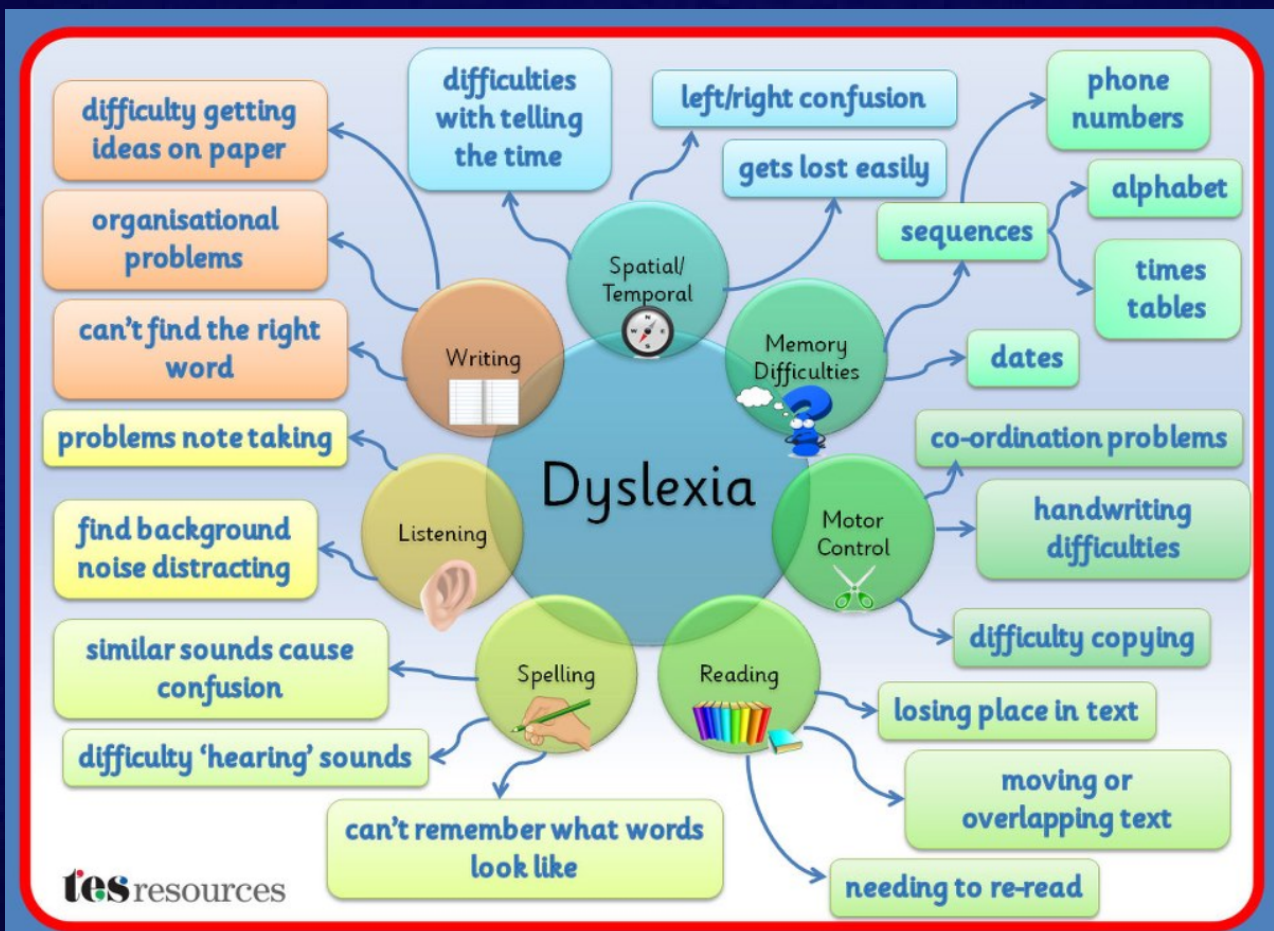 difficulty getting
ideas on paper
organisational
problems
can't find the right
word
Writing
difficulties
with telling
the time
left/right confusion
gets lost easily
Spatial/
Temporal
N
W
E
S
phone
numbers
alphabet
sequences
times
tables
dates
Memory
Difficulties
co-ordination problems
handwriting
difficulties
difficulty copying
Motor
Control
Dyslexia
problems note taking
find background
noise distracting
Listening
similar sounds cause
confusion
difficulty 'hearing' sounds
can't remember what words
look like
Spelling
Reading
losing place in text
moving or
overlapping text
needing to re-read
tes resources